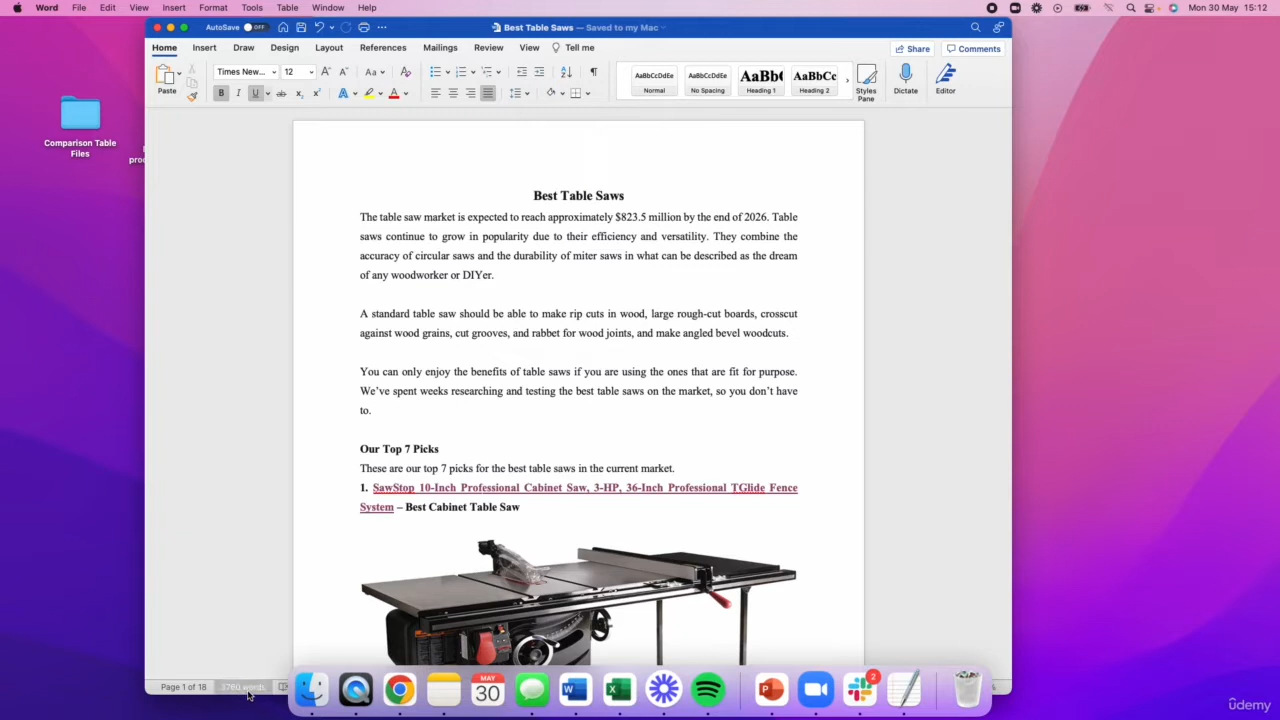 Word File Edit View Insert Format Tools Table Window Help Mon 30 May 15:12
AutoSave OFF Best Table Saws — Saved to my Mac
Home Insert Draw Design Layout References Mailings Review View Tell me Share Comments
Paste
Times New... 12
Aa
B I U ab x₂ x² A A
AaBbCcDdEe AaBbCcDdEe AaBbC AaBbCc
Normal No Spacing Heading 1 Heading 2
Styles Pane
Dictate
Editor
Comparison Table
Files
Best Table Saws
The table saw market is expected to reach approximately $823.5 million by the end of 2026. Table
saws continue to grow in popularity due to their efficiency and versatility. They combine the
accuracy of circular saws and the durability of miter saws in what can be described as the dream
of any woodworker or DIYer.
A standard table saw should be able to make rip cuts in wood, large rough-cut boards, crosscut
against wood grains, cut grooves, and rabbet for wood joints, and make angled bevel woodcuts.
You can only enjoy the benefits of table saws if you are using the ones that are fit for purpose.
We’ve spent weeks researching and testing the best table saws on the market, so you don’t have
to.
Our Top 7 Picks
These are our top 7 picks for the best table saws in the current market.
1. SawStop 10-Inch Professional Cabinet Saw, 3-HP, 36-Inch Professional TGlide Fence
System – Best Cabinet Table Saw
Page 1 of 18 3760 words
MAY
30
W
X
P
2
ûdemy